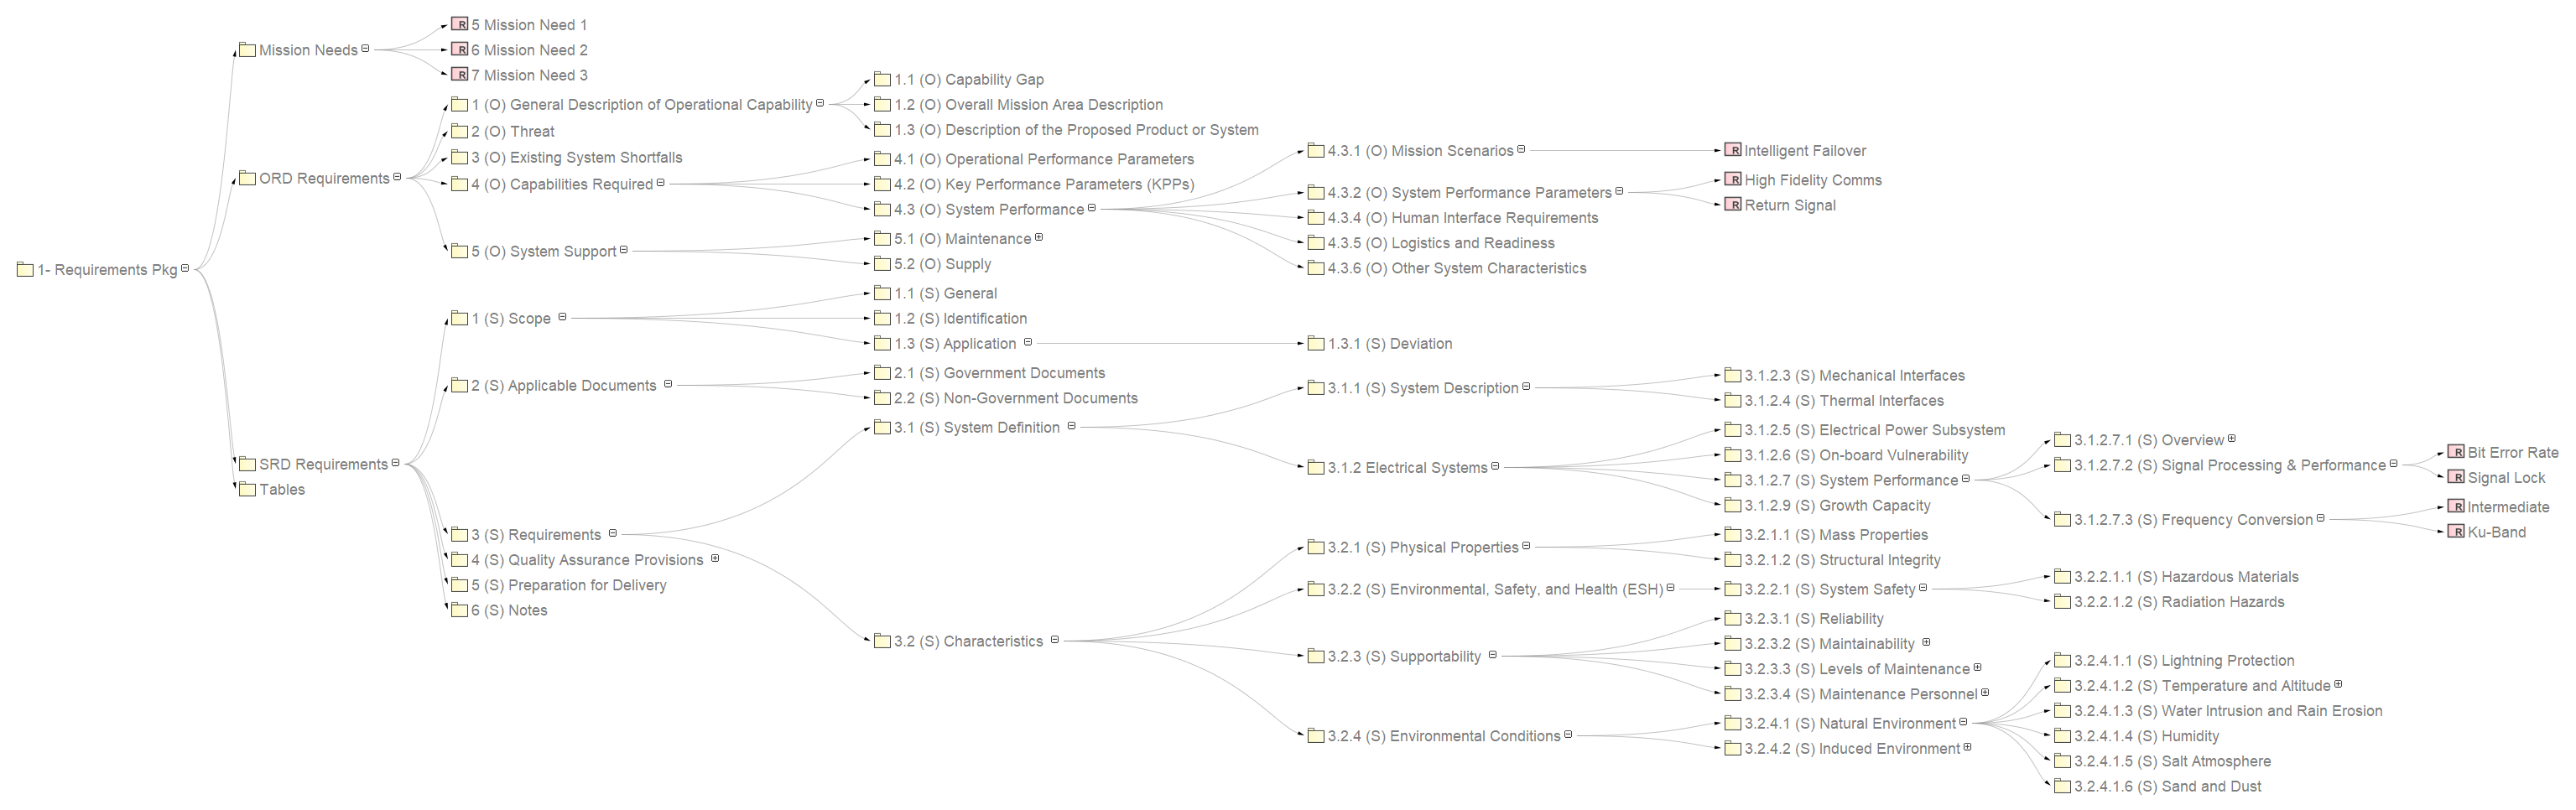 1- Requirements Pkg
Mission Needs
5 Mission Need 1
6 Mission Need 2
7 Mission Need 3
ORD Requirements
1 (O) General Description of Operational Capability
1.1 (O) Capability Gap
1.2 (O) Overall Mission Area Description
1.3 (O) Description of the Proposed Product or System
2 (O) Threat
3 (O) Existing System Shortfalls
4 (O) Capabilities Required
4.1 (O) Operational Performance Parameters
4.2 (O) Key Performance Parameters (KPPs)
4.3 (O) System Performance
4.3.1 (O) Mission Scenarios
Intelligent Failover
4.3.2 (O) System Performance Parameters
High Fidelity Comms
Return Signal
4.3.4 (O) Human Interface Requirements
4.3.5 (O) Logistics and Readiness
4.3.6 (O) Other System Characteristics
5 (O) System Support
5.1 (O) Maintenance
5.2 (O) Supply
SRD Requirements
1 (S) Scope
1.1 (S) General
1.2 (S) Identification
1.3 (S) Application
1.3.1 (S) Deviation
2 (S) Applicable Documents
2.1 (S) Government Documents
2.2 (S) Non-Government Documents
3 (S) Requirements
3.1 (S) System Definition
3.1.1 (S) System Description
3.1.2.3 (S) Mechanical Interfaces
3.1.2.4 (S) Thermal Interfaces
3.1.2 Electrical Systems
3.1.2.5 (S) Electrical Power Subsystem
3.1.2.6 (S) On-board Vulnerability
3.1.2.7 (S) System Performance
3.1.2.7.1 (S) Overview
3.1.2.7.2 (S) Signal Processing & Performance
Bit Error Rate
Signal Lock
3.1.2.7.3 (S) Frequency Conversion
Intermediate
Ku-Band
3.1.2.9 (S) Growth Capacity
3.2 (S) Characteristics
3.2.1 (S) Physical Properties
3.2.1.1 (S) Mass Properties
3.2.1.2 (S) Structural Integrity
3.2.2 (S) Environmental, Safety, and Health (ESH)
3.2.2.1 (S) System Safety
3.2.2.1.1 (S) Hazardous Materials
3.2.2.1.2 (S) Radiation Hazards
3.2.3 (S) Supportability
3.2.3.1 (S) Reliability
3.2.3.2 (S) Maintainability
3.2.3.3 (S) Levels of Maintenance
3.2.3.4 (S) Maintenance Personnel
3.2.4 (S) Environmental Conditions
3.2.4.1 (S) Natural Environment
3.2.4.1.1 (S) Lightning Protection
3.2.4.1.2 (S) Temperature and Altitude
3.2.4.1.3 (S) Water Intrusion and Rain Erosion
3.2.4.1.4 (S) Humidity
3.2.4.1.5 (S) Salt Atmosphere
3.2.4.1.6 (S) Sand and Dust
3.2.4.2 (S) Induced Environment
4 (S) Quality Assurance Provisions
5 (S) Preparation for Delivery
6 (S) Notes
Tables